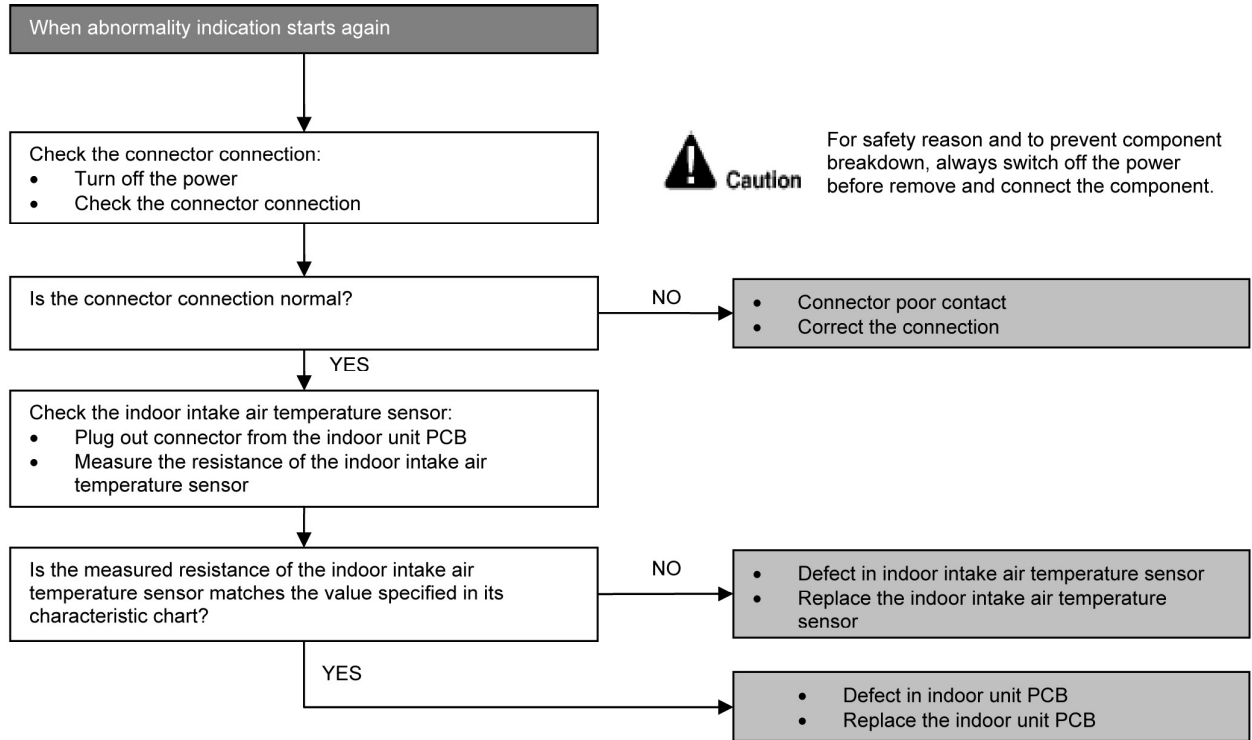 When abnormality indication starts again
Check the connector connection:
• Turn off the power
• Check the connector connection
Caution
For safety reason and to prevent component
breakdown, always switch off the power
before remove and connect the component.
Is the connector connection normal?
NO
• Connector poor contact
• Correct the connection
YES
Check the indoor intake air temperature sensor:
• Plug out connector from the indoor unit PCB
• Measure the resistance of the indoor intake air
temperature sensor
Is the measured resistance of the indoor intake air
temperature sensor matches the value specified in its
characteristic chart?
NO
• Defect in indoor intake air temperature sensor
• Replace the indoor intake air temperature
sensor
YES
• Defect in indoor unit PCB
• Replace the indoor unit PCB